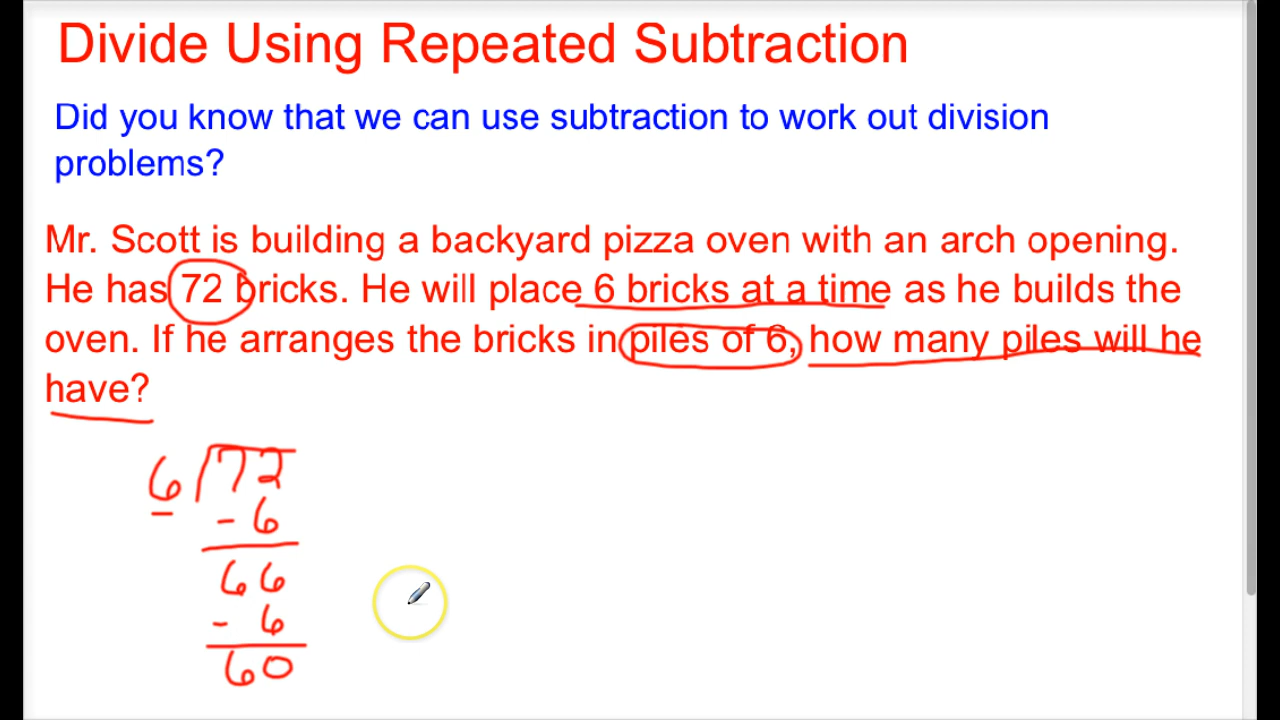 Divide Using Repeated Subtraction
Did you know that we can use subtraction to work out division
problems?
Mr. Scott is building a backyard pizza oven with an arch opening.
He has 72 bricks. He will place 6 bricks at a time as he builds the
oven. If he arranges the bricks in piles of 6, how many piles will he
have?
6 72
- 6
66
- 6
60